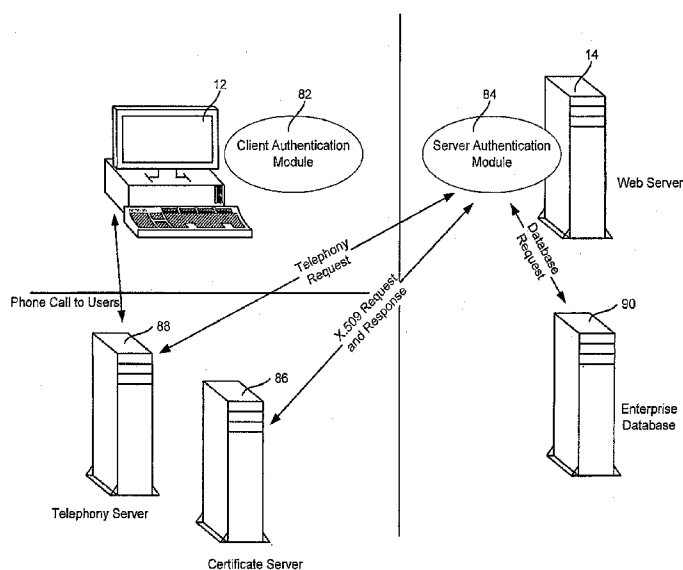 12
82
Client Authentication
Module
84
Server Authentication
Module
14
Web Server
Telephony
Request
X.509 Request
and Response
Database
Request
Phone Call to Users
88
86
90
Enterprise
Database
Telephony Server
Certificate Server